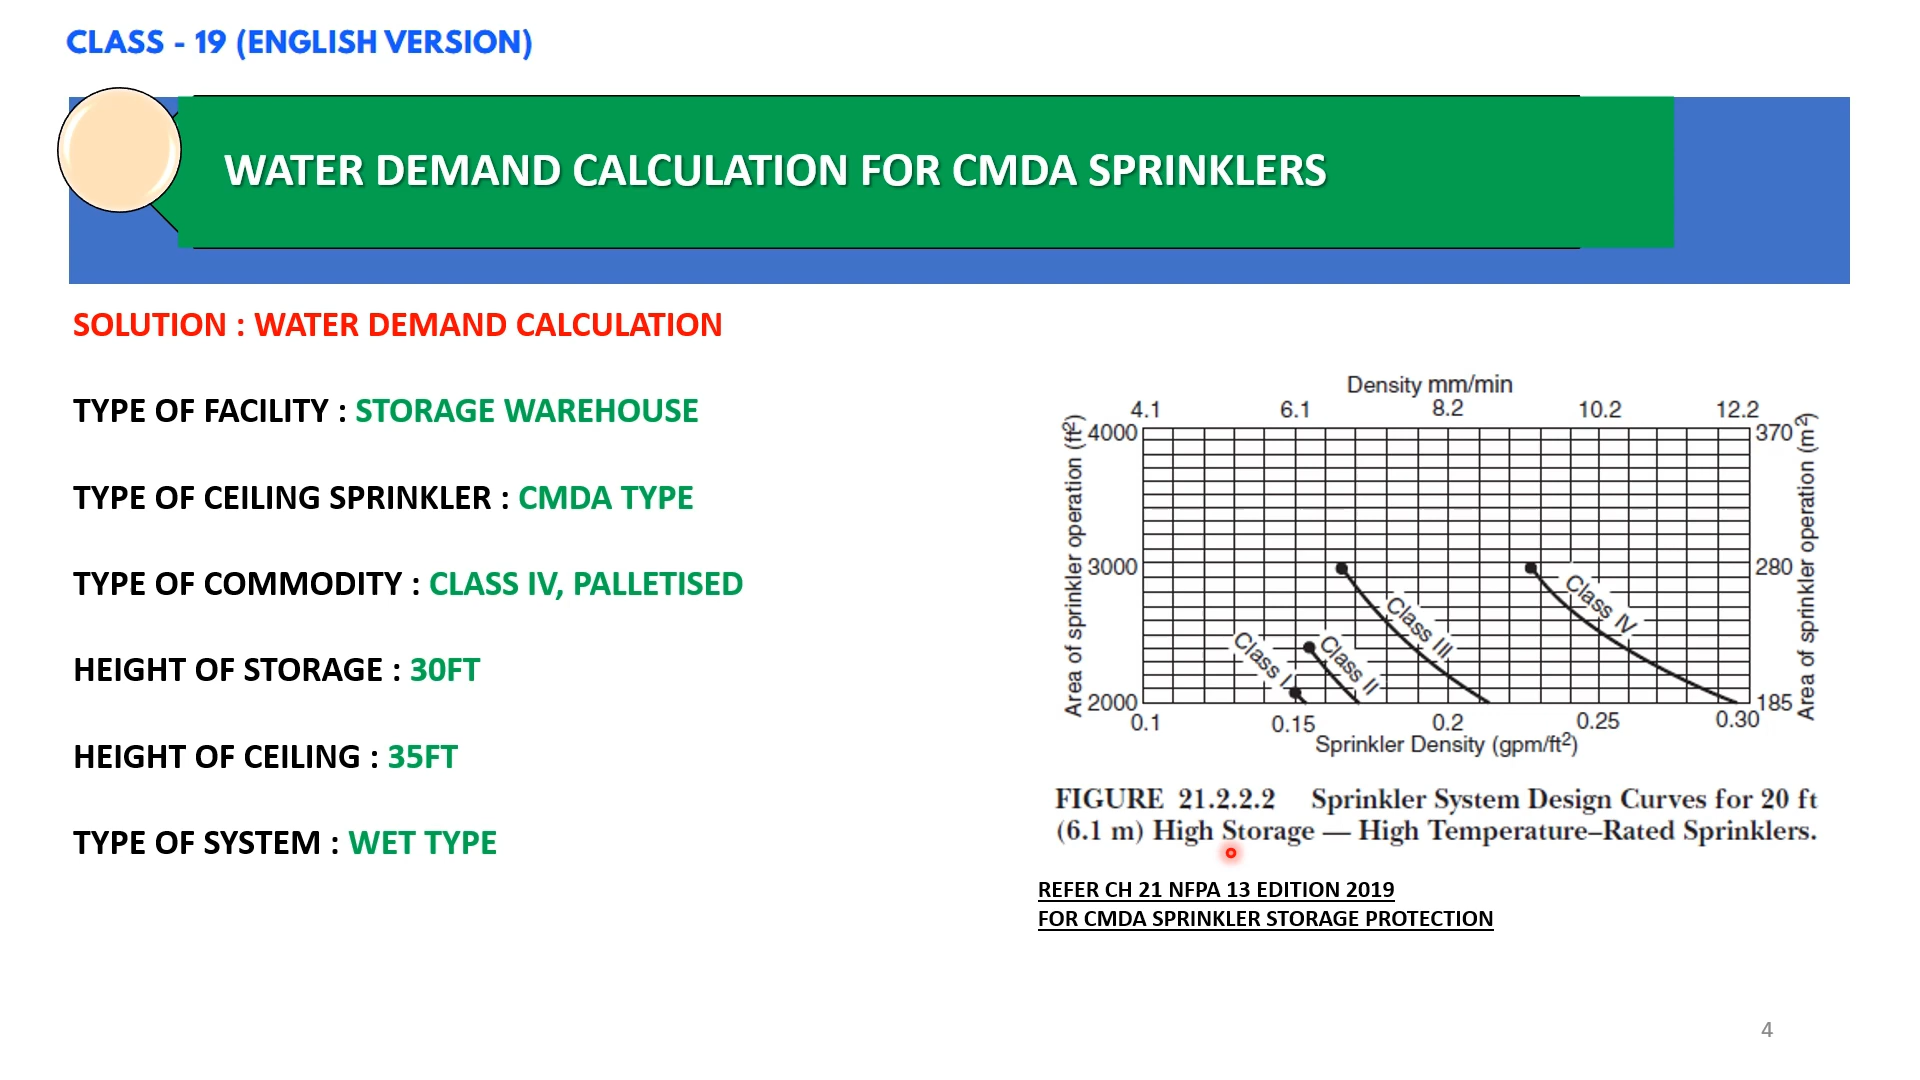 CLASS - 19 (ENGLISH VERSION)
WATER DEMAND CALCULATION FOR CMDA SPRINKLERS
SOLUTION : WATER DEMAND CALCULATION
TYPE OF FACILITY : STORAGE WAREHOUSE
TYPE OF CEILING SPRINKLER : CMDA TYPE
TYPE OF COMMODITY : CLASS IV, PALLETISED
HEIGHT OF STORAGE : 30FT
HEIGHT OF CEILING : 35FT
TYPE OF SYSTEM : WET TYPE
Density mm/min
4.1 6.1 8.2 10.2 12.2
Area of sprinkler operation (ft²)
4000
3000
2000
370
280
185
Area of sprinkler operation (m²)
Class I
Class II
Class III
Class IV
0.1 0.15 0.2 0.25 0.30
Sprinkler Density (gpm/ft²)
FIGURE 21.2.2.2 Sprinkler System Design Curves for 20 ft
(6.1 m) High Storage — High Temperature–Rated Sprinklers.
REFER CH 21 NFPA 13 EDITION 2019
FOR CMDA SPRINKLER STORAGE PROTECTION
4